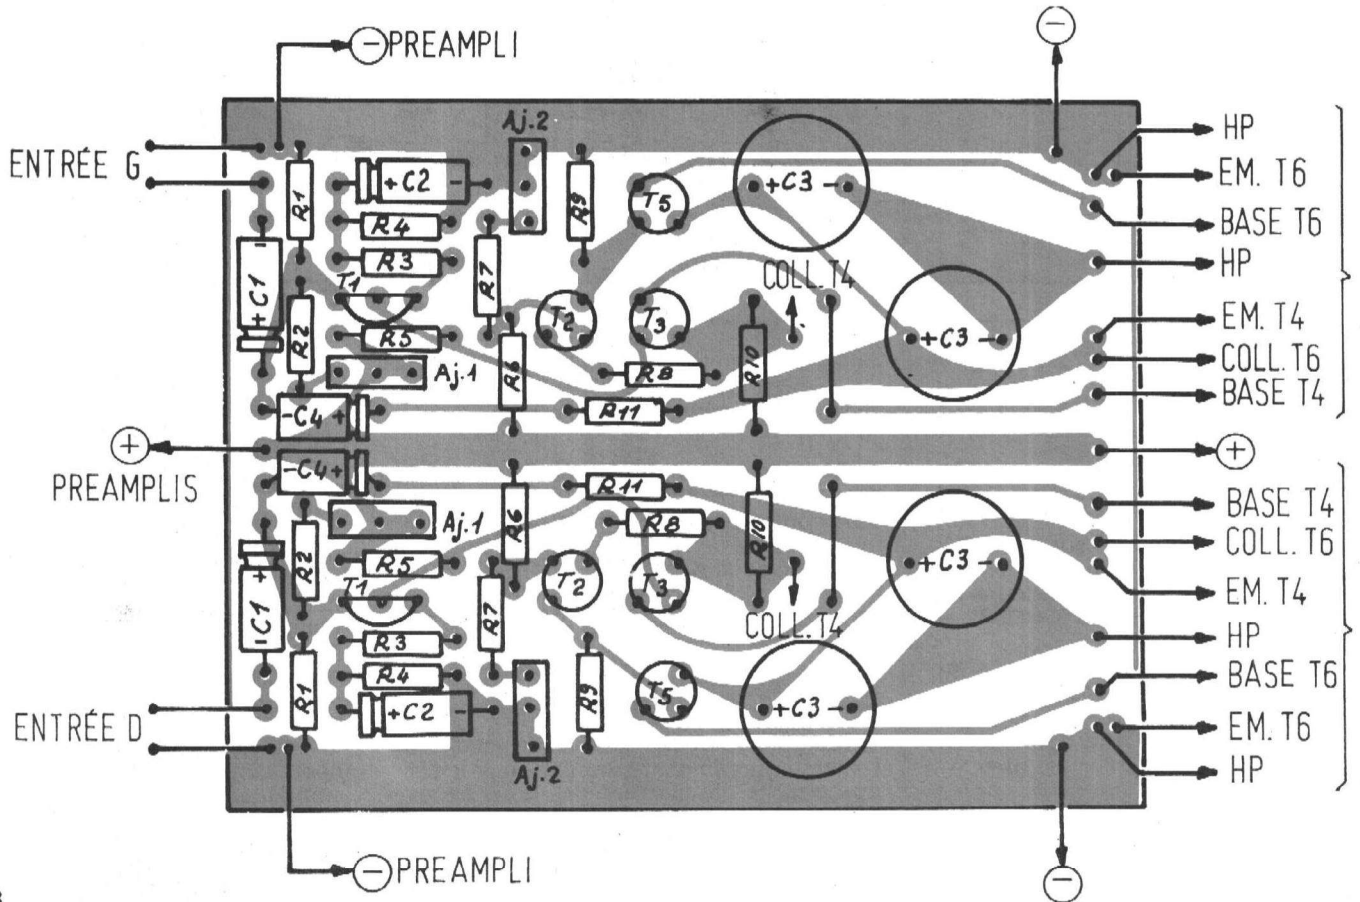 − PREAMPLI
−
ENTRÉE G
Aj.2
HP
EM. T6
BASE T6
HP
EM. T4
COLL. T6
BASE T4
R1
+C2-
R4
R3
R9
T5
+C3-
- +C1
T1
R7
COLL. T4
R2
R5
T2
T3
R10
+C3-
Aj.1
R6
R8
-C4+
R11
+
PREAMPLIS
+
-C4+
R11
BASE T4
Aj.1
R6
R8
R10
COLL. T6
+C3-
R2
R5
EM. T4
-C1 +
T1
R7
T2
T3
COLL. T4
HP
R3
R1
R4
R9
T5
BASE T6
+C2-
+C3-
ENTRÉE D
EM. T6
Aj.2
HP
− PREAMPLI
−